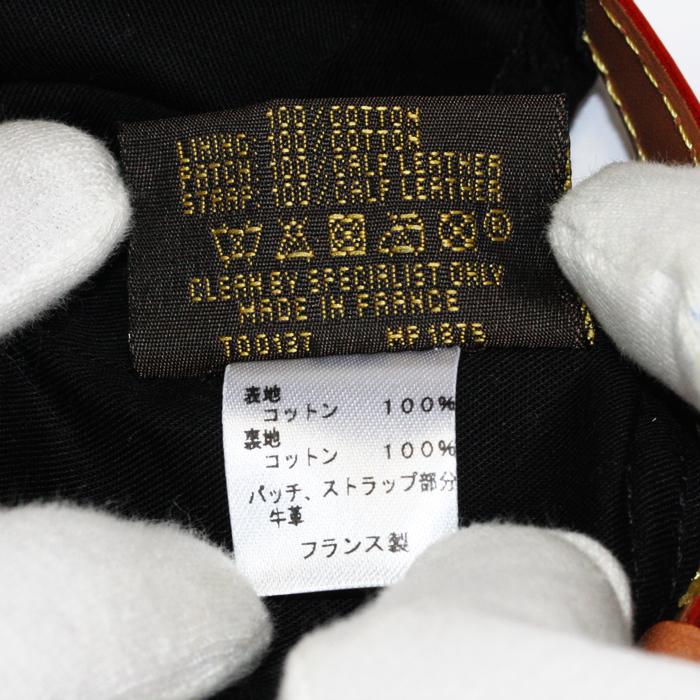 100/COTTON
LINING 100/COTTON
PATCH 100/CALF LEATHER
STRAP 100/CALF LEATHER
CLEAN BY SPECIALIST ONLY
MADE IN FRANCE
TO0137 MP1873
表地
コットン 100%
裏地
コットン 100%
パッチ、ストラップ部分
牛革
フランス製